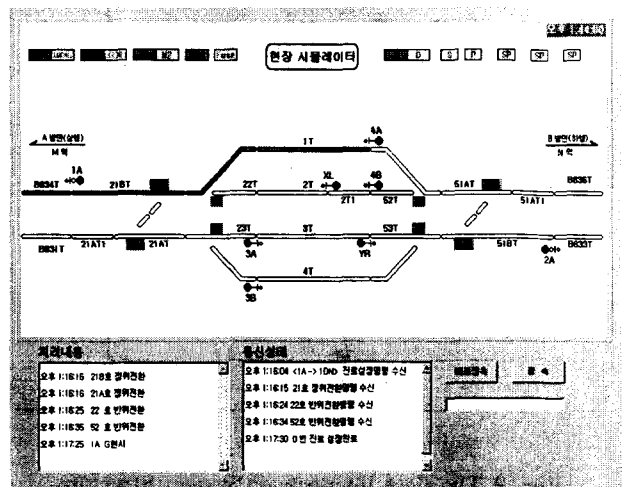 현장 시뮬레이터
D
S
P
SP
SP
SP
A 방면(상행)
M 역
B 방면(하행)
N 역
1T
4A
1A
B634T
21BT
22T
2T
XL
4B
2T1
52T
51AT
51AT1
B636T
B631T
21AT1
21AT
23T
3A
3T
YR
53T
51BT
2A
B633T
4T
3B
처리내용
통신상태
오후 1:16:16 21B호 정위전환
오후 1:16:16 21A호 정위전환
오후 1:16:25 22 호 반위전환
오후 1:16:35 52 호 반위전환
오후 1:17:25 1A G현시
오후 1:16:04 <1A->1DN> 진로설정명령 수신
오후 1:16:15 21호 정위전환명령 수신
오후 1:16:24 22호 반위전환명령 수신
오후 1:16:34 52호 반위전환명령 수신
오후 1:17:30 0 번 진로 설정완료